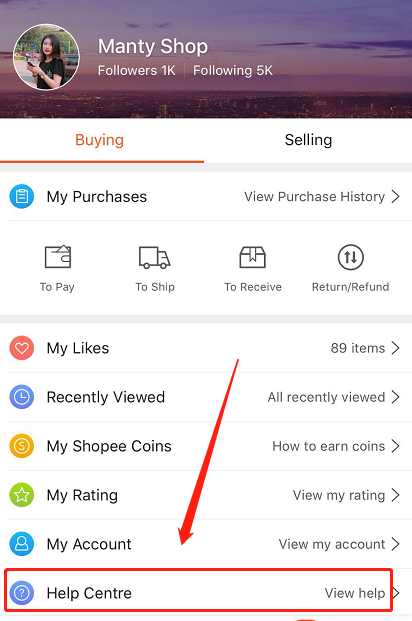 Manty Shop
Followers 1K Following 5K
Buying Selling
My Purchases View Purchase History
To Pay To Ship To Receive Return/Refund
My Likes 89 items
Recently Viewed All recently viewed
My Shopee Coins How to earn coins
My Rating View my rating
My Account View my account
Help Centre View help